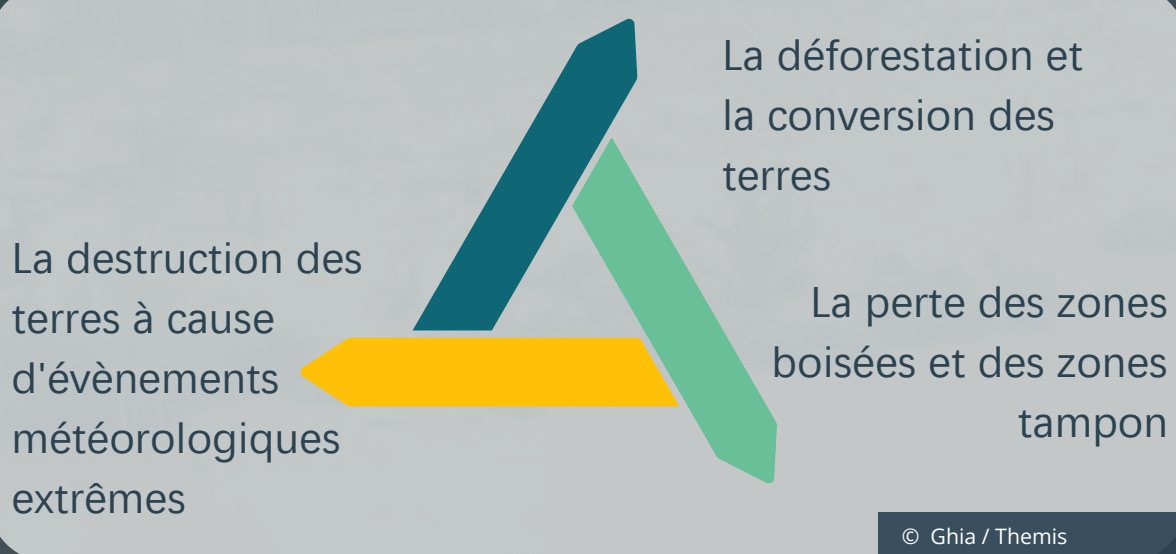 La déforestation et
la conversion des
terres
La perte des zones
boisées et des zones
tampon
La destruction des
terres à cause
d'évènements
météorologiques
extrêmes
© Ghia / Themis